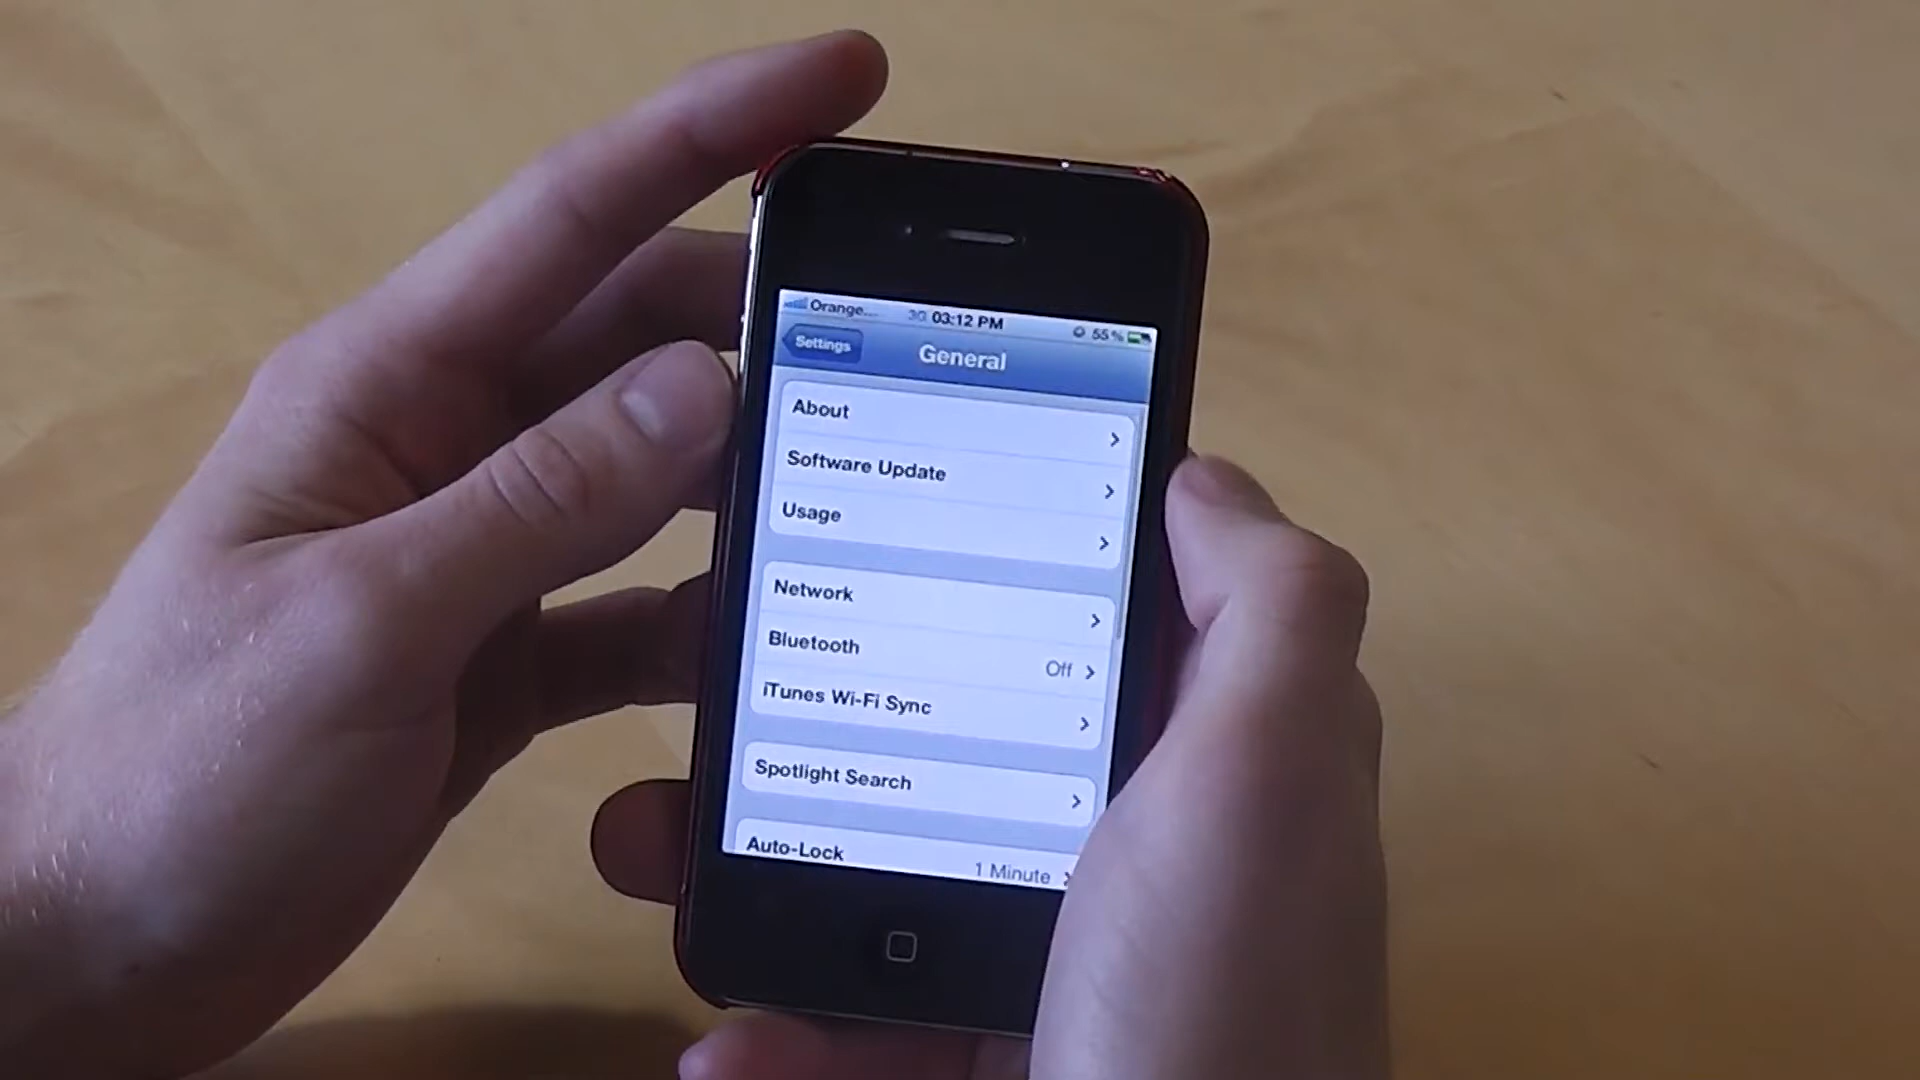 Orange... 3G 03:12 PM 55%
Settings
General
About
Software Update
Usage
Network
Bluetooth Off
iTunes Wi-Fi Sync
Spotlight Search
Auto-Lock 1 Minute